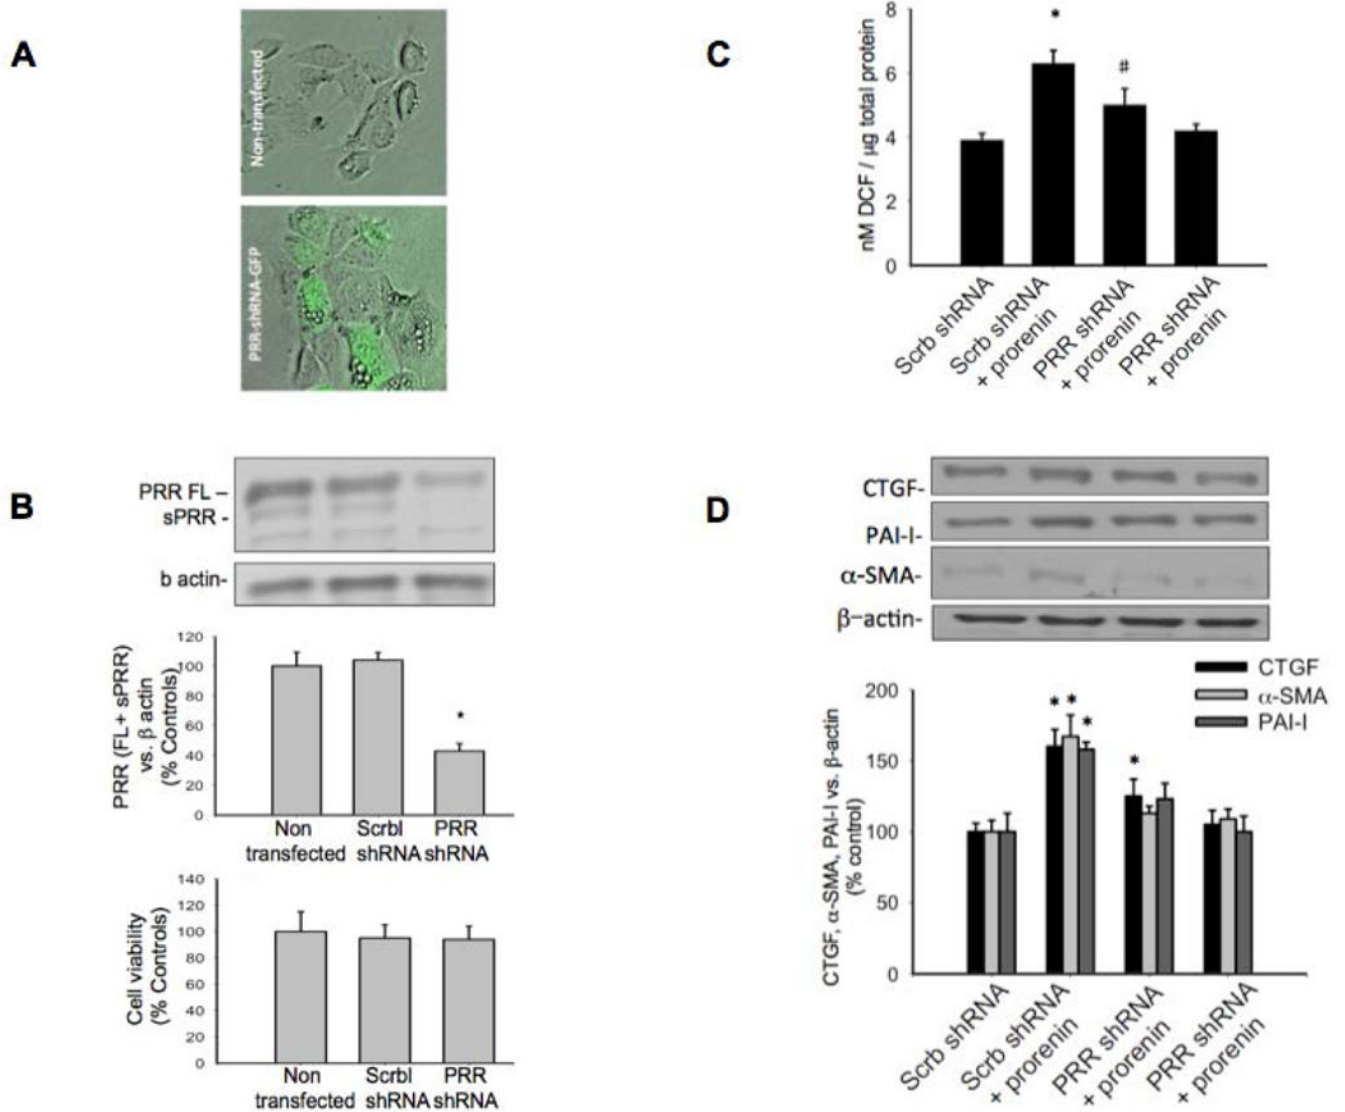 A
Non-transfected
PRR-shRNA-GFP
B
PRR FL –
sPRR -
b actin-
PRR (FL+ sPRR)
vs. β actin
(% Controls)
120
100
80
60
40
20
0
*
Non
transfected
Scrbl
shRNA
PRR
shRNA
Cell viability
(% Controls)
140
120
100
80
60
40
20
0
Non
transfected
Scrbl
shRNA
PRR
shRNA
C
nM DCF / μg total protein
8
6
4
2
0
*
#
Scrb shRNA
Scrb shRNA
+ prorenin
PRR shRNA
+ prorenin
PRR shRNA
+ prorenin
D
CTGF-
PAI-I-
α-SMA-
β-actin-
CTGF
α-SMA
PAI-I
CTGF, α-SMA, PAI-I vs. β-actin
(% control)
200
150
100
50
0
* * *
*
Scrb shRNA
Scrb shRNA
+ prorenin
PRR shRNA
+ prorenin
PRR shRNA
+ prorenin